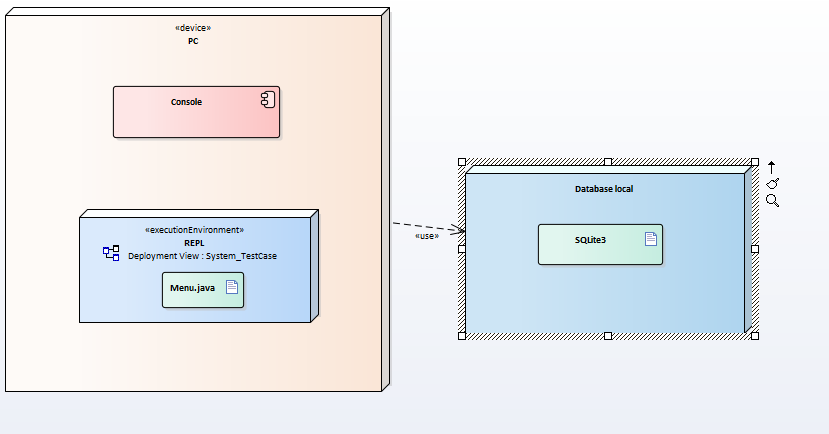 «device»
PC
Console
«executionEnvironment»
REPL
Deployment View : System_TestCase
Menu.java
«use»
Database local
SQLite3